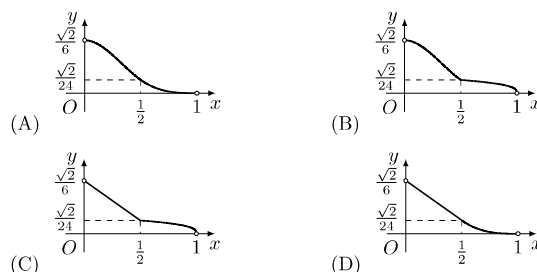 y y
√2/6 √2/6
√2/24 √2/24
O 1/2 1 x O 1/2 1 x
(A) (B)
y y
√2/6 √2/6
√2/24 √2/24
O 1/2 1 x O 1/2 1 x
(C) (D)